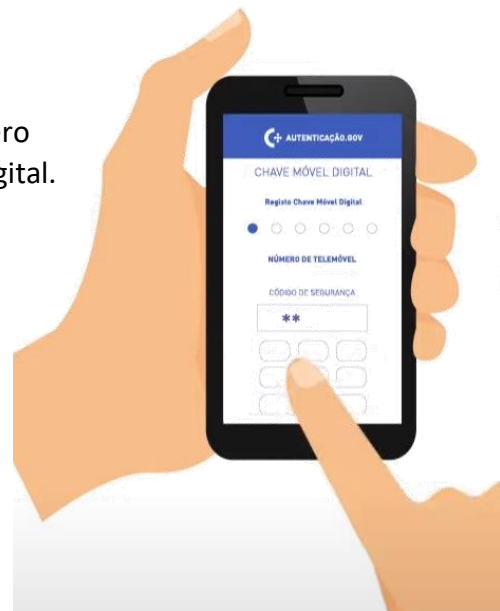 ro
gital.
AUTENTICAÇÃO.GOV
CHAVE MÓVEL DIGITAL
Registo Chave Móvel Digital
NÚMERO DE TELEMÓVEL
CÓDIGO DE SEGURANÇA
**